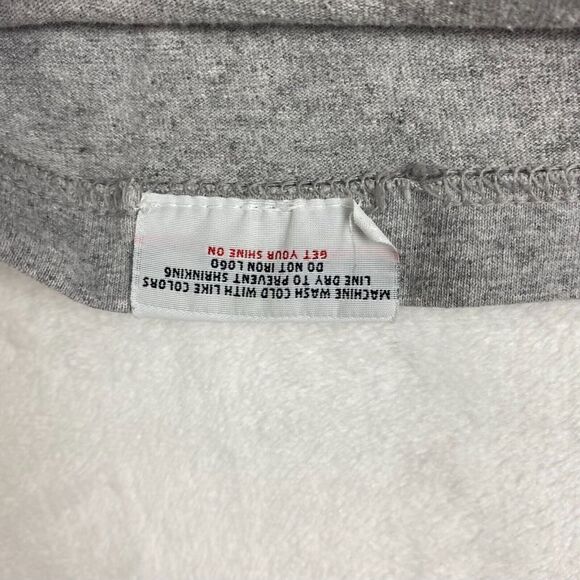 MACHINE WASH COLD WITH LIKE COLORS
LINE DRY TO PREVENT SHRINKING
DO NOT IRON LOGO
GET YOUR SHINE ON